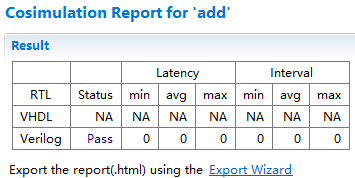 Cosimulation Report for 'add'
Result
Latency Interval
RTL Status min avg max min avg max
VHDL NA NA NA NA NA NA NA
Verilog Pass 0 0 0 0 0 0
Export the report(.html) using the Export Wizard